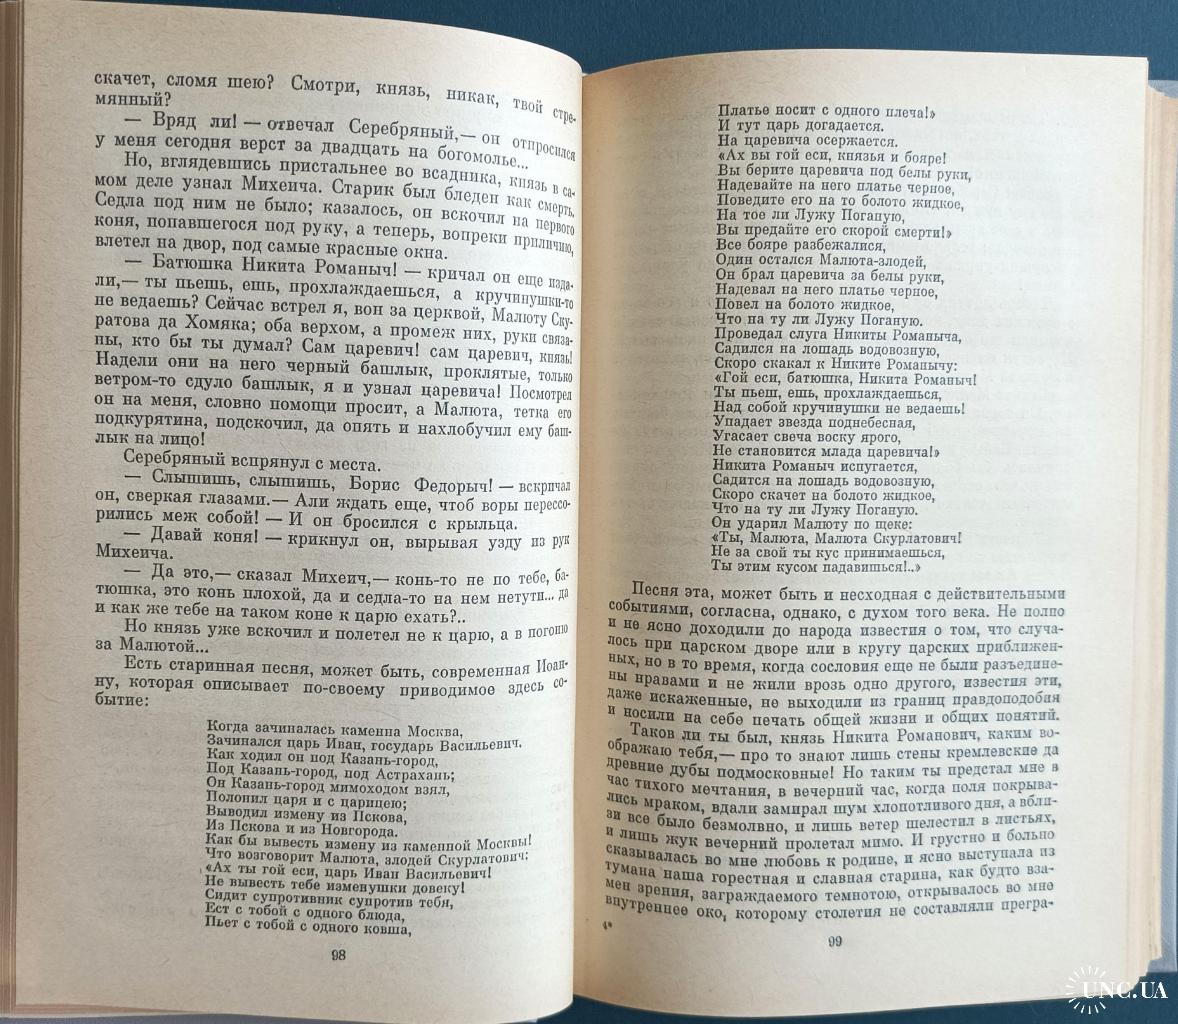 скачет, сломя шею? Смотри, князь, никак, твой стре-
мянный?
— Вряд ли! — отвечал Серебряный,— он отпросился
у меня сегодня верст за двадцать на богомолье...
Но, вглядевшись пристальнее во всадника, князь в са-
мом деле узнал Михеича. Старик был бледен как смерть.
Седла под ним не было; казалось, он вскочил на первого
коня, попавшегося под руку, а теперь, вопреки приличию,
влетел на двор, под самые красные окна.
— Батюшка Никита Романыч! — кричал он еще изда-
ли,— ты пьешь, ешь, прохлаждаешься, а кручинушки-то
не ведаешь? Сейчас встрел я, вон за церквой, Малюту Ску-
ратова да Хомяка; оба верхом, а промеж них, руки связа-
ны, кто бы ты думал? Сам царевич! сам царевич, князь!
Надели они на него черный башлык, проклятые, только
ветром-то сдуло башлык, я и узнал царевича! Посмотрел
он на меня, словно помощи просит, а Малюта, тетка его
подкурятина, подскочил, да опять и нахлобучил ему баш-
лык на лицо!
Серебряный вспрянул с места.
— Слышишь, слышишь, Борис Федорыч! — вскричал
он, сверкая глазами.— Али ждать еще, чтоб воры перессо-
рились меж собой! — И он бросился с крыльца.
— Давай коня! — крикнул он, вырывая узду из рук
Михеича.
— Да это,— сказал Михеич,— конь-то не по тебе, ба-
тюшка, это конь плохой, да и седла-то на нем нетути... да
и как же тебе на таком коне к царю ехать?..
Но князь уже вскочил и полетел не к царю, а в погоню
за Малютой...
Есть старинная песня, может быть, современная Иоан-
ну, которая описывает по-своему приводимое здесь со-
бытие:
Когда зачиналась каменна Москва,
Зачинался царь Иван, государь Васильевич.
Как ходил он под Казань-город,
Под Казань-город, под Астрахань;
Он Казань-город мимоходом взял,
Полонил царя и с царицею;
Выводил измену из Пскова,
Из Пскова и из Новгорода.
Как бы вывесть измену из каменной Москвы!
Что возговорит Малюта, злодей Скурлатович:
«Ах ты гой еси, царь Иван Васильевич!
Не вывесть тебе изменушки довеку!
Сидит супротивник супротив тебя,
Ест с тобой с одного блюда,
Пьет с тобой с одного ковша,
98
Платье носит с одного плеча!»
И тут царь догадается.
На царевича осержается.
«Ах вы гой еси, князья и бояре!
Вы берите царевича под белы руки,
Надевайте на него платье черное,
Поведите его на то болото жидкое,
На тое ли Лужу Поганую,
Вы предайте его скорой смерти!»
Все бояре разбежалися,
Один остался Малюта-злодей,
Он брал царевича за белы руки,
Надевал на него платье черное,
Повел на болото жидкое,
Что на ту ли Лужу Поганую.
Проведал слуга Никиты Романыча,
Садился на лошадь водовозную,
Скоро скакал к Никите Романычу:
«Гой еси, батюшка, Никита Романыч!
Ты пьеш, ешь, прохлаждаешься,
Над собой кручинушки не ведаешь!
Упадает звезда поднебесная,
Угасает свеча воску ярого,
Не становится млада царевича!»
Никита Романыч испугается,
Садится на лошадь водовозную,
Скоро скачет на болото жидкое,
Что на ту ли Лужу Поганую.
Он ударил Малюту по щеке:
«Ты, Малюта, Малюта Скурлатович!
Не за свой ты кус принимаешься,
Ты этим кусом падавишься!..»
Песня эта, может быть и несходная с действительными
событиями, согласна, однако, с духом того века. Не полно
и не ясно доходили до народа известия о том, что случа-
лось при царском дворе или в кругу царских приближен-
ных, но в то время, когда сословия еще не были разъедине-
ны нравами и не жили врозь одно другого, известия эти,
даже искаженные, не выходили из границ правдоподобия
и носили на себе печать общей жизни и общих понятий.
Таков ли ты был, князь Никита Романович, каким во-
ображаю тебя,— про то знают лишь стены кремлевские да
древние дубы подмосковные! Но таким ты предстал мне в
час тихого мечтания, в вечерний час, когда поля покрыва-
лись мраком, вдали замирал шум хлопотливого дня, а вбли-
зи все было безмолвно, и лишь ветер шелестил в листьях,
и лишь жук вечерний пролетал мимо. И грустно и больно
сказывалась во мне любовь к родине, и ясно выступала из
тумана наша горестная и славная старина, как будто вза-
мен зрения, заграждаемого темнотою, открывалось во мне
внутреннее око, которому столетия не составляли прегра-
4*
99
UNC.UA